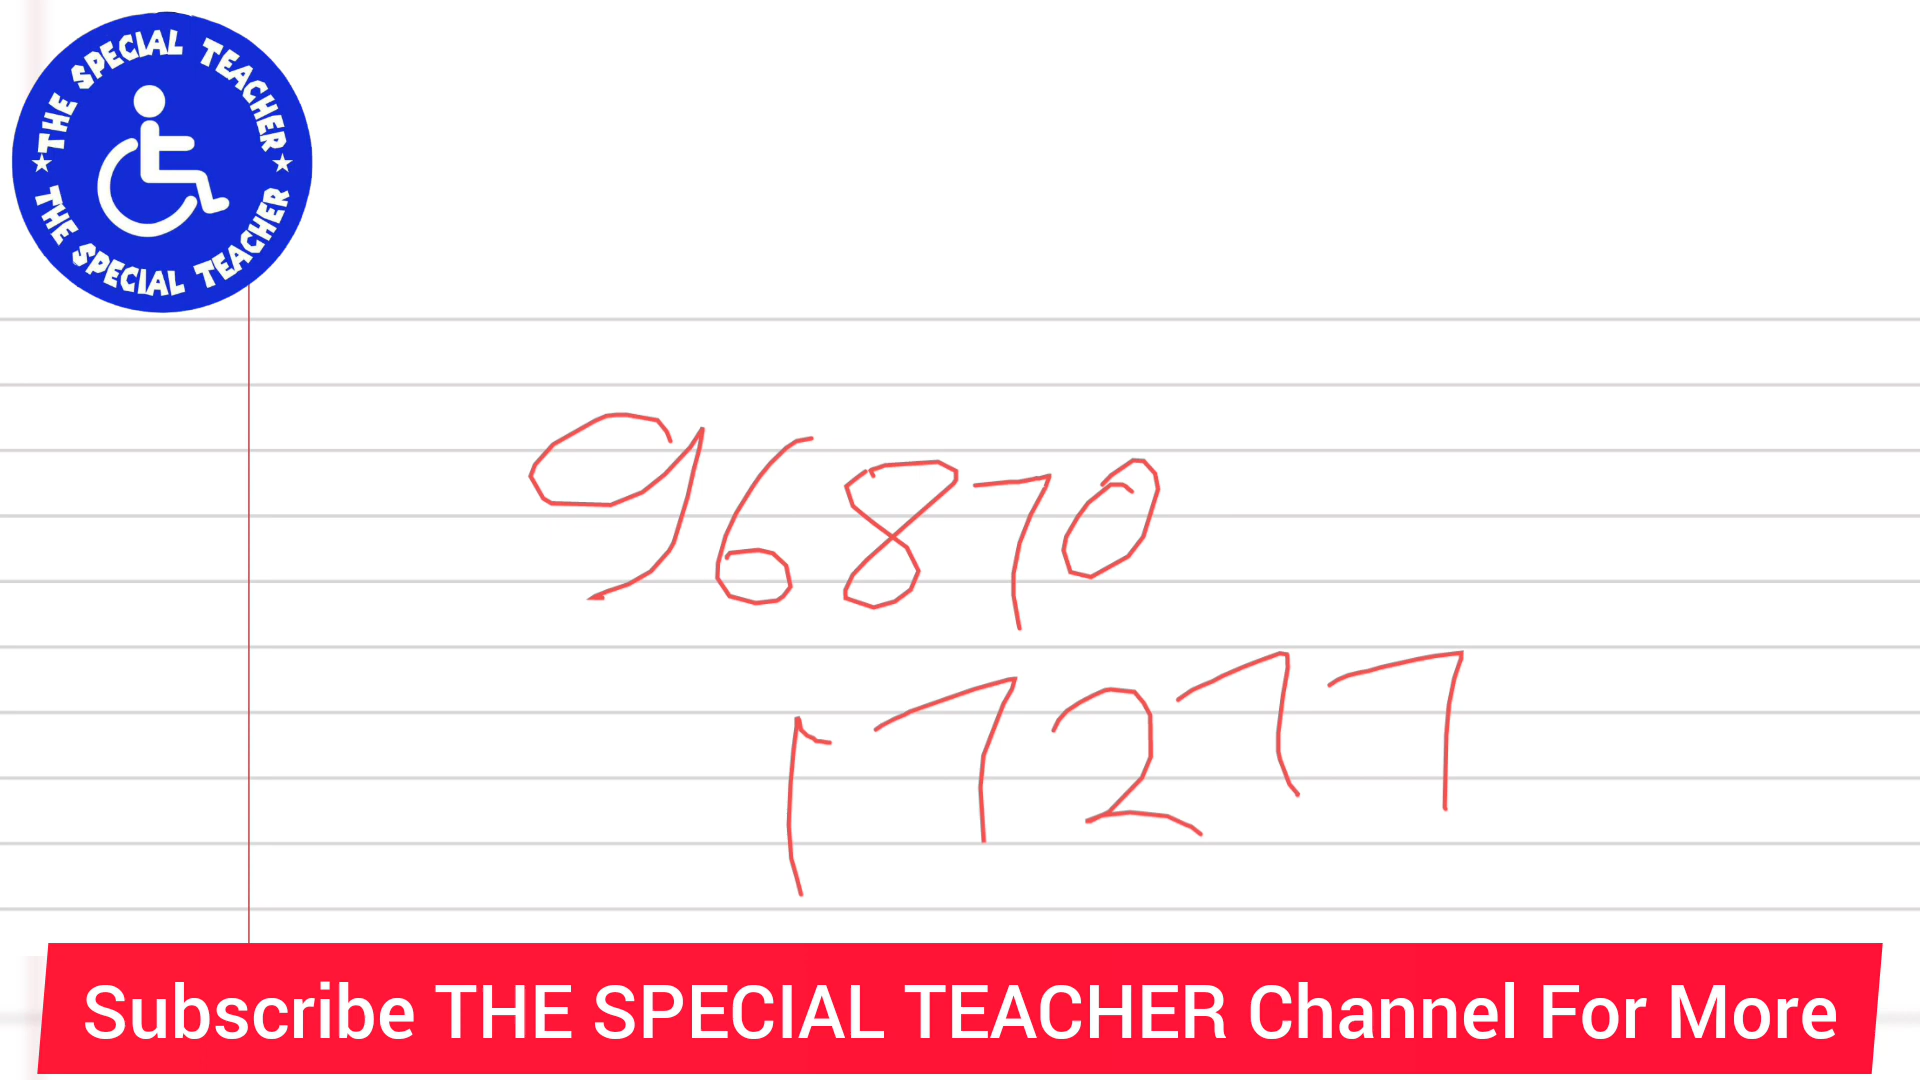 THE SPECIAL TEACHER
THE SPECIAL TEACHER
96870
17277
Subscribe THE SPECIAL TEACHER Channel For More